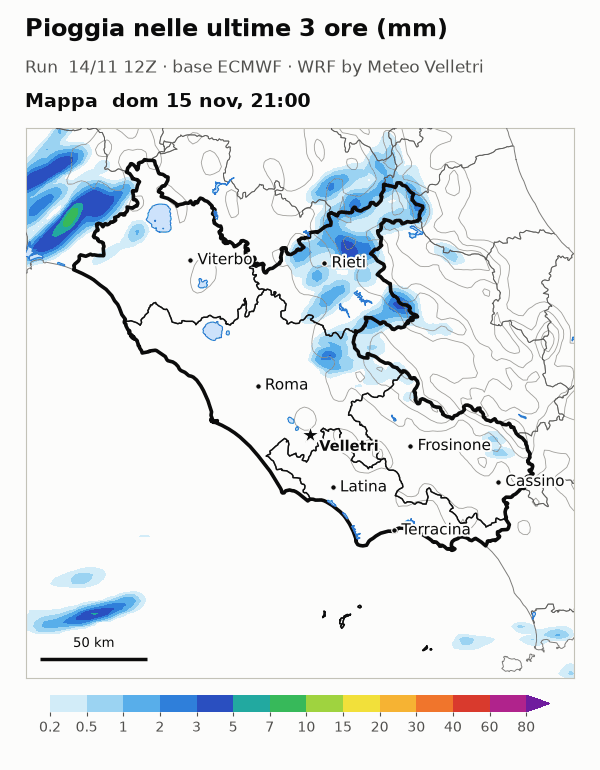 Pioggia nelle ultime 3 ore (mm)
Run  14/11 12Z · base ECMWF · WRF by Meteo Velletri
Mappa  dom 15 nov, 21:00
Viterbo
Rieti
Roma
Velletri
Frosinone
Latina
Cassino
Terracina
50 km
0.2 0.5 1 2 3 5 7 10 15 20 30 40 60 80